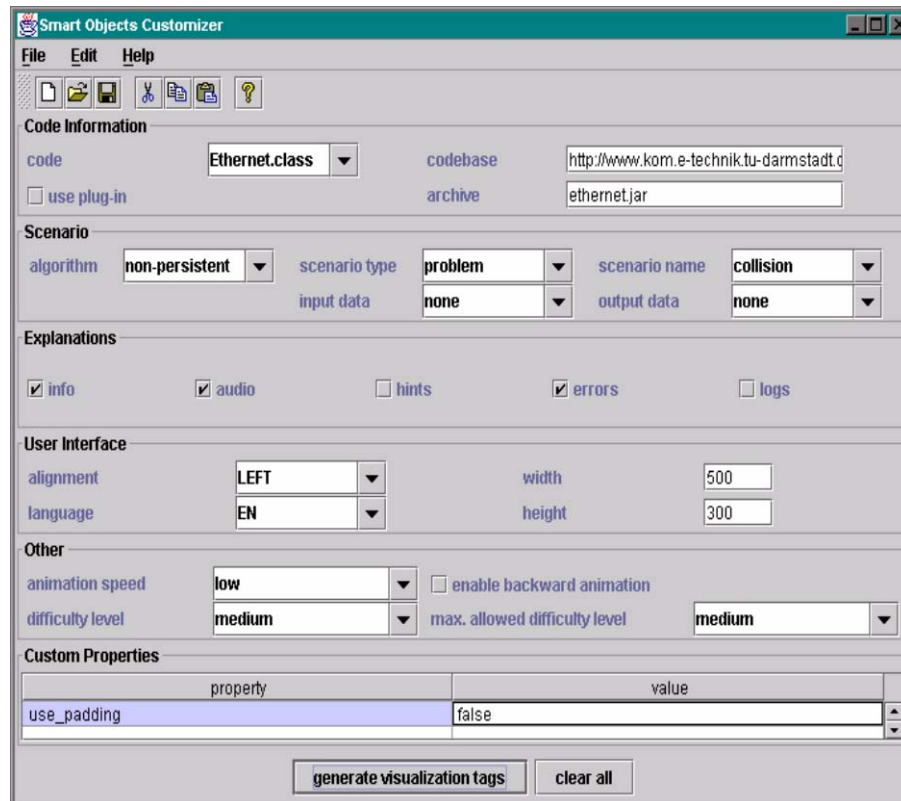 Smart Objects Customizer
File Edit Help
Code Information
code Ethernet.class codebase http://www.kom.e-technik.tu-darmstadt.
use plug-in archive ethernet.jar
Scenario
algorithm non-persistent scenario type problem scenario name collision
input data none output data none
Explanations
info audio hints errors logs
User Interface
alignment LEFT width 500
language EN height 300
Other
animation speed low enable backward animation
difficulty level medium max. allowed difficulty level medium
Custom Properties
property value
use_padding false
generate visualization tags clear all